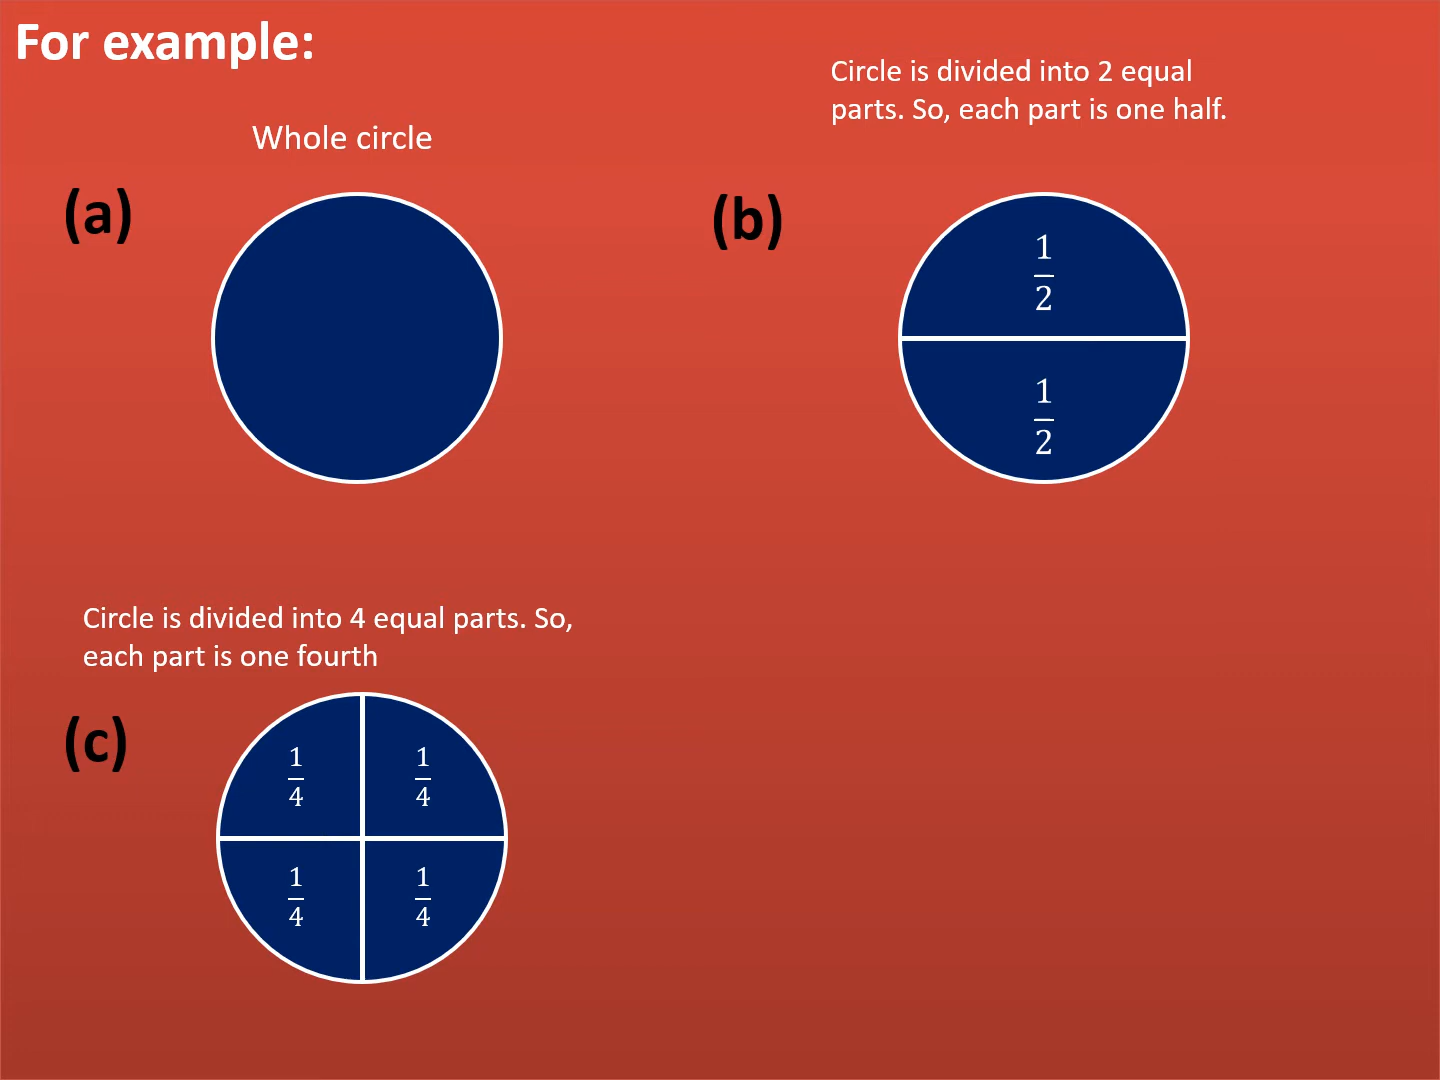 For example:
Whole circle
(a)
Circle is divided into 2 equal
parts. So, each part is one half.
(b)
1
2
1
2
Circle is divided into 4 equal parts. So,
each part is one fourth
(c)
1 1
4 4
1 1
4 4